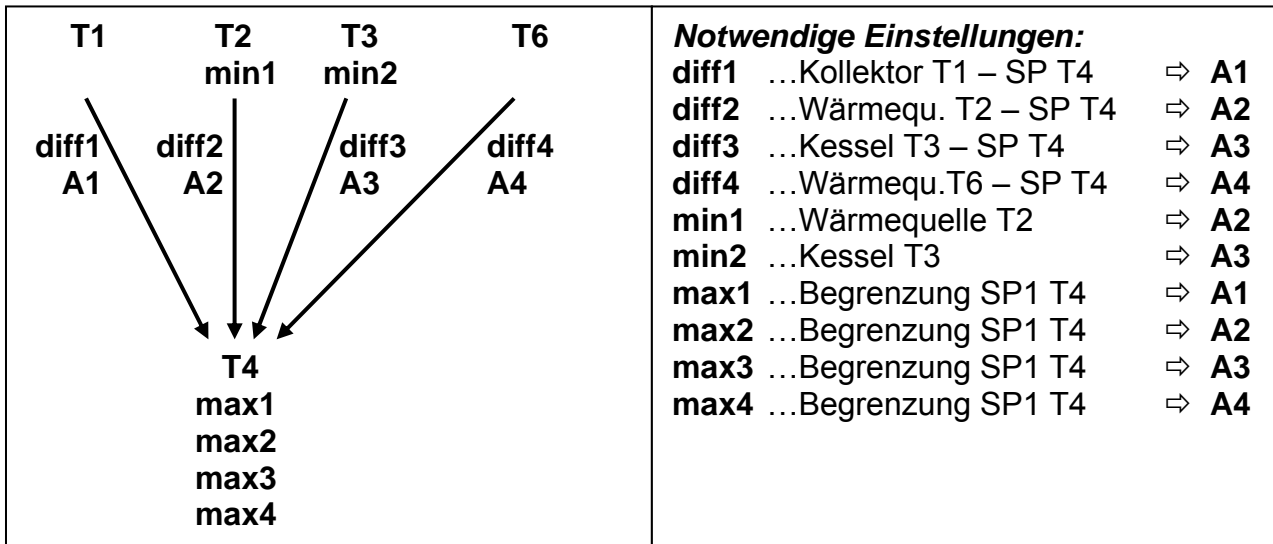 T1 T2 T3 T6
min1 min2
diff1 diff2 diff3 diff4
A1 A2 A3 A4
T4
max1
max2
max3
max4
Notwendige Einstellungen:
diff1 …Kollektor T1 – SP T4 ⇨ A1
diff2 …Wärmequ. T2 – SP T4 ⇨ A2
diff3 …Kessel T3 – SP T4 ⇨ A3
diff4 …Wärmequ.T6 – SP T4 ⇨ A4
min1 …Wärmequelle T2 ⇨ A2
min2 …Kessel T3 ⇨ A3
max1 …Begrenzung SP1 T4 ⇨ A1
max2 …Begrenzung SP1 T4 ⇨ A2
max3 …Begrenzung SP1 T4 ⇨ A3
max4 …Begrenzung SP1 T4 ⇨ A4